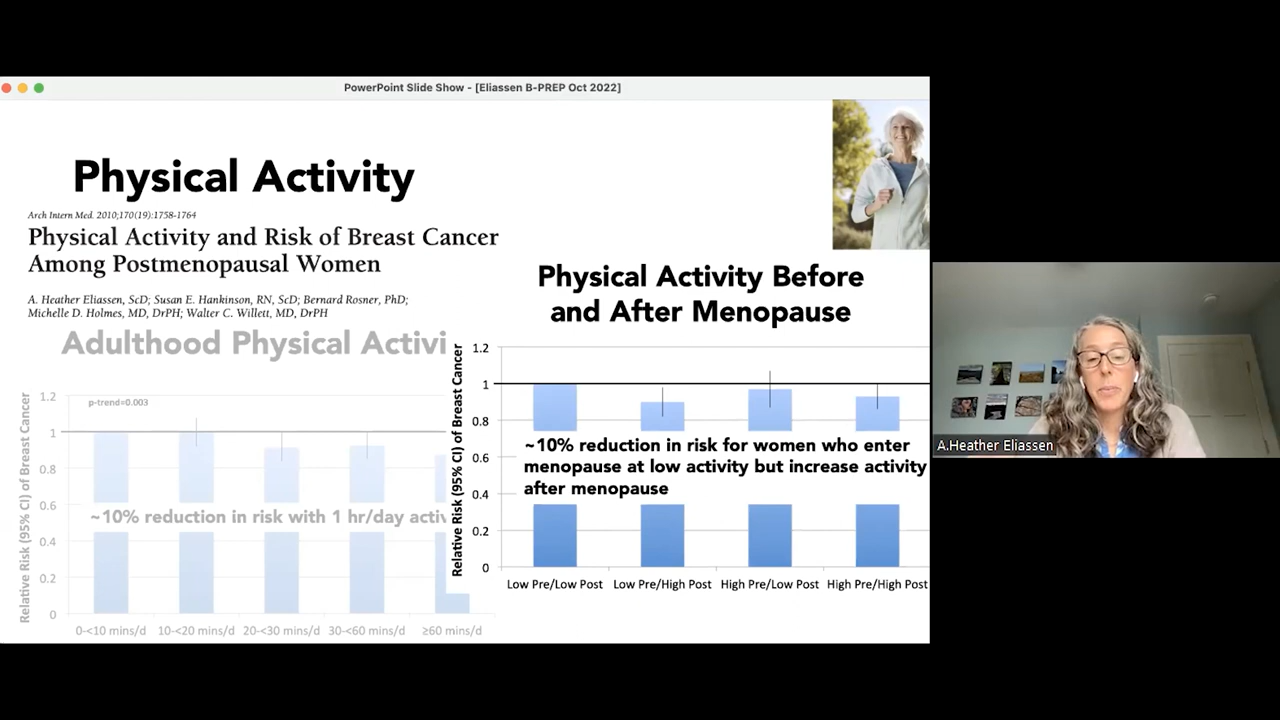 PowerPoint Slide Show - [Eliassen B-PREP Oct 2022]
Physical Activity
Arch Intern Med. 2010;170(19):1758-1764
Physical Activity and Risk of Breast Cancer
Among Postmenopausal Women
A. Heather Eliassen, ScD; Susan E. Hankinson, RN, ScD; Bernard Rosner, PhD;
Michelle D. Holmes, MD, DrPH; Walter C. Willett, MD, DrPH
Adulthood Physical Activi
Relative Risk (95% CI) of Breast Cancer
1.2
1
0.8
0.6
0.4
0.2
0
p-trend=0.003
~10% reduction in risk with 1 hr/day activ
0-<10 mins/d
10-<20 mins/d
20-<30 mins/d
30-<60 mins/d
≥60 mins/d
Physical Activity Before
and After Menopause
Relative Risk (95% CI) of Breast Cancer
1.2
1
0.8
0.6
0.4
0.2
0
~10% reduction in risk for women who enter
menopause at low activity but increase activity
after menopause
Low Pre/Low Post
Low Pre/High Post
High Pre/Low Post
High Pre/High Post
A.Heather Eliassen